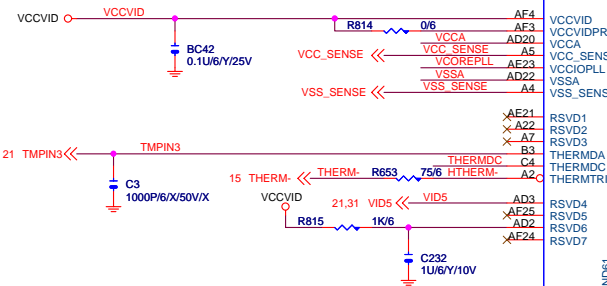 VCCVID VCCVID AF4 VCCVID
R814 0/6 AF3 VCCVIDPR
VCCA AD20 VCCA
BC42 VCC_SENSE VCC_SENSE A5 VCC_SENS
0.1U/6/Y/25V VCOREPLL AE23 VCCIOPLL
VSSA AD22 VSSA
VSS_SENSE VSS_SENSE A4 VSS_SENS
AE21 RSVD1
A22 RSVD2
A7 RSVD3
21 TMPIN3 TMPIN3 B3 THERMDA
THERMDC C4 THERMDC
C3 15 THERM- THERM- R653 75/6 HTHERM- A2 THERMTRI
1000P/6/X/50V/X
VCCVID 21,31 VID5 VID5 AD3 RSVD4
AF25 RSVD5
R815 1K/6 AD2 RSVD6
AF24 RSVD7
C232
1U/6/Y/10V